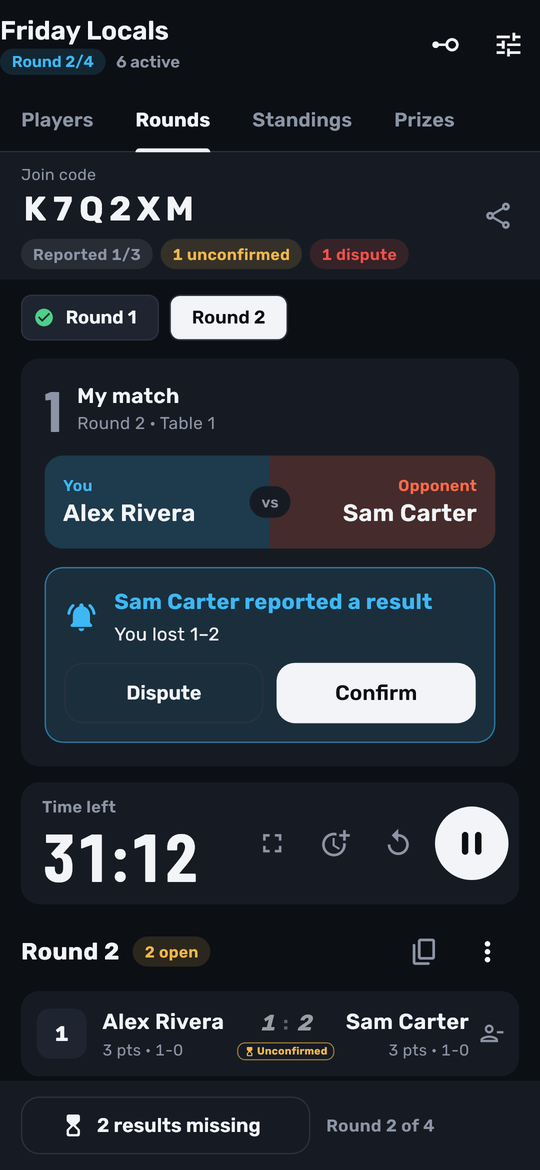 Friday Locals
Round 2/4 6 active
Players Rounds Standings Prizes
Join code
K7Q2XM
Reported 1/3 1 unconfirmed 1 dispute
Round 1 Round 2
1 My match
Round 2 • Table 1
You Opponent
Alex Rivera vs Sam Carter
Sam Carter reported a result
You lost 1–2
Dispute Confirm
Time left
31:12
Round 2 2 open
1 Alex Rivera 1 : 2 Sam Carter
3 pts • 1-0 Unconfirmed 3 pts • 1-0
2 results missing Round 2 of 4